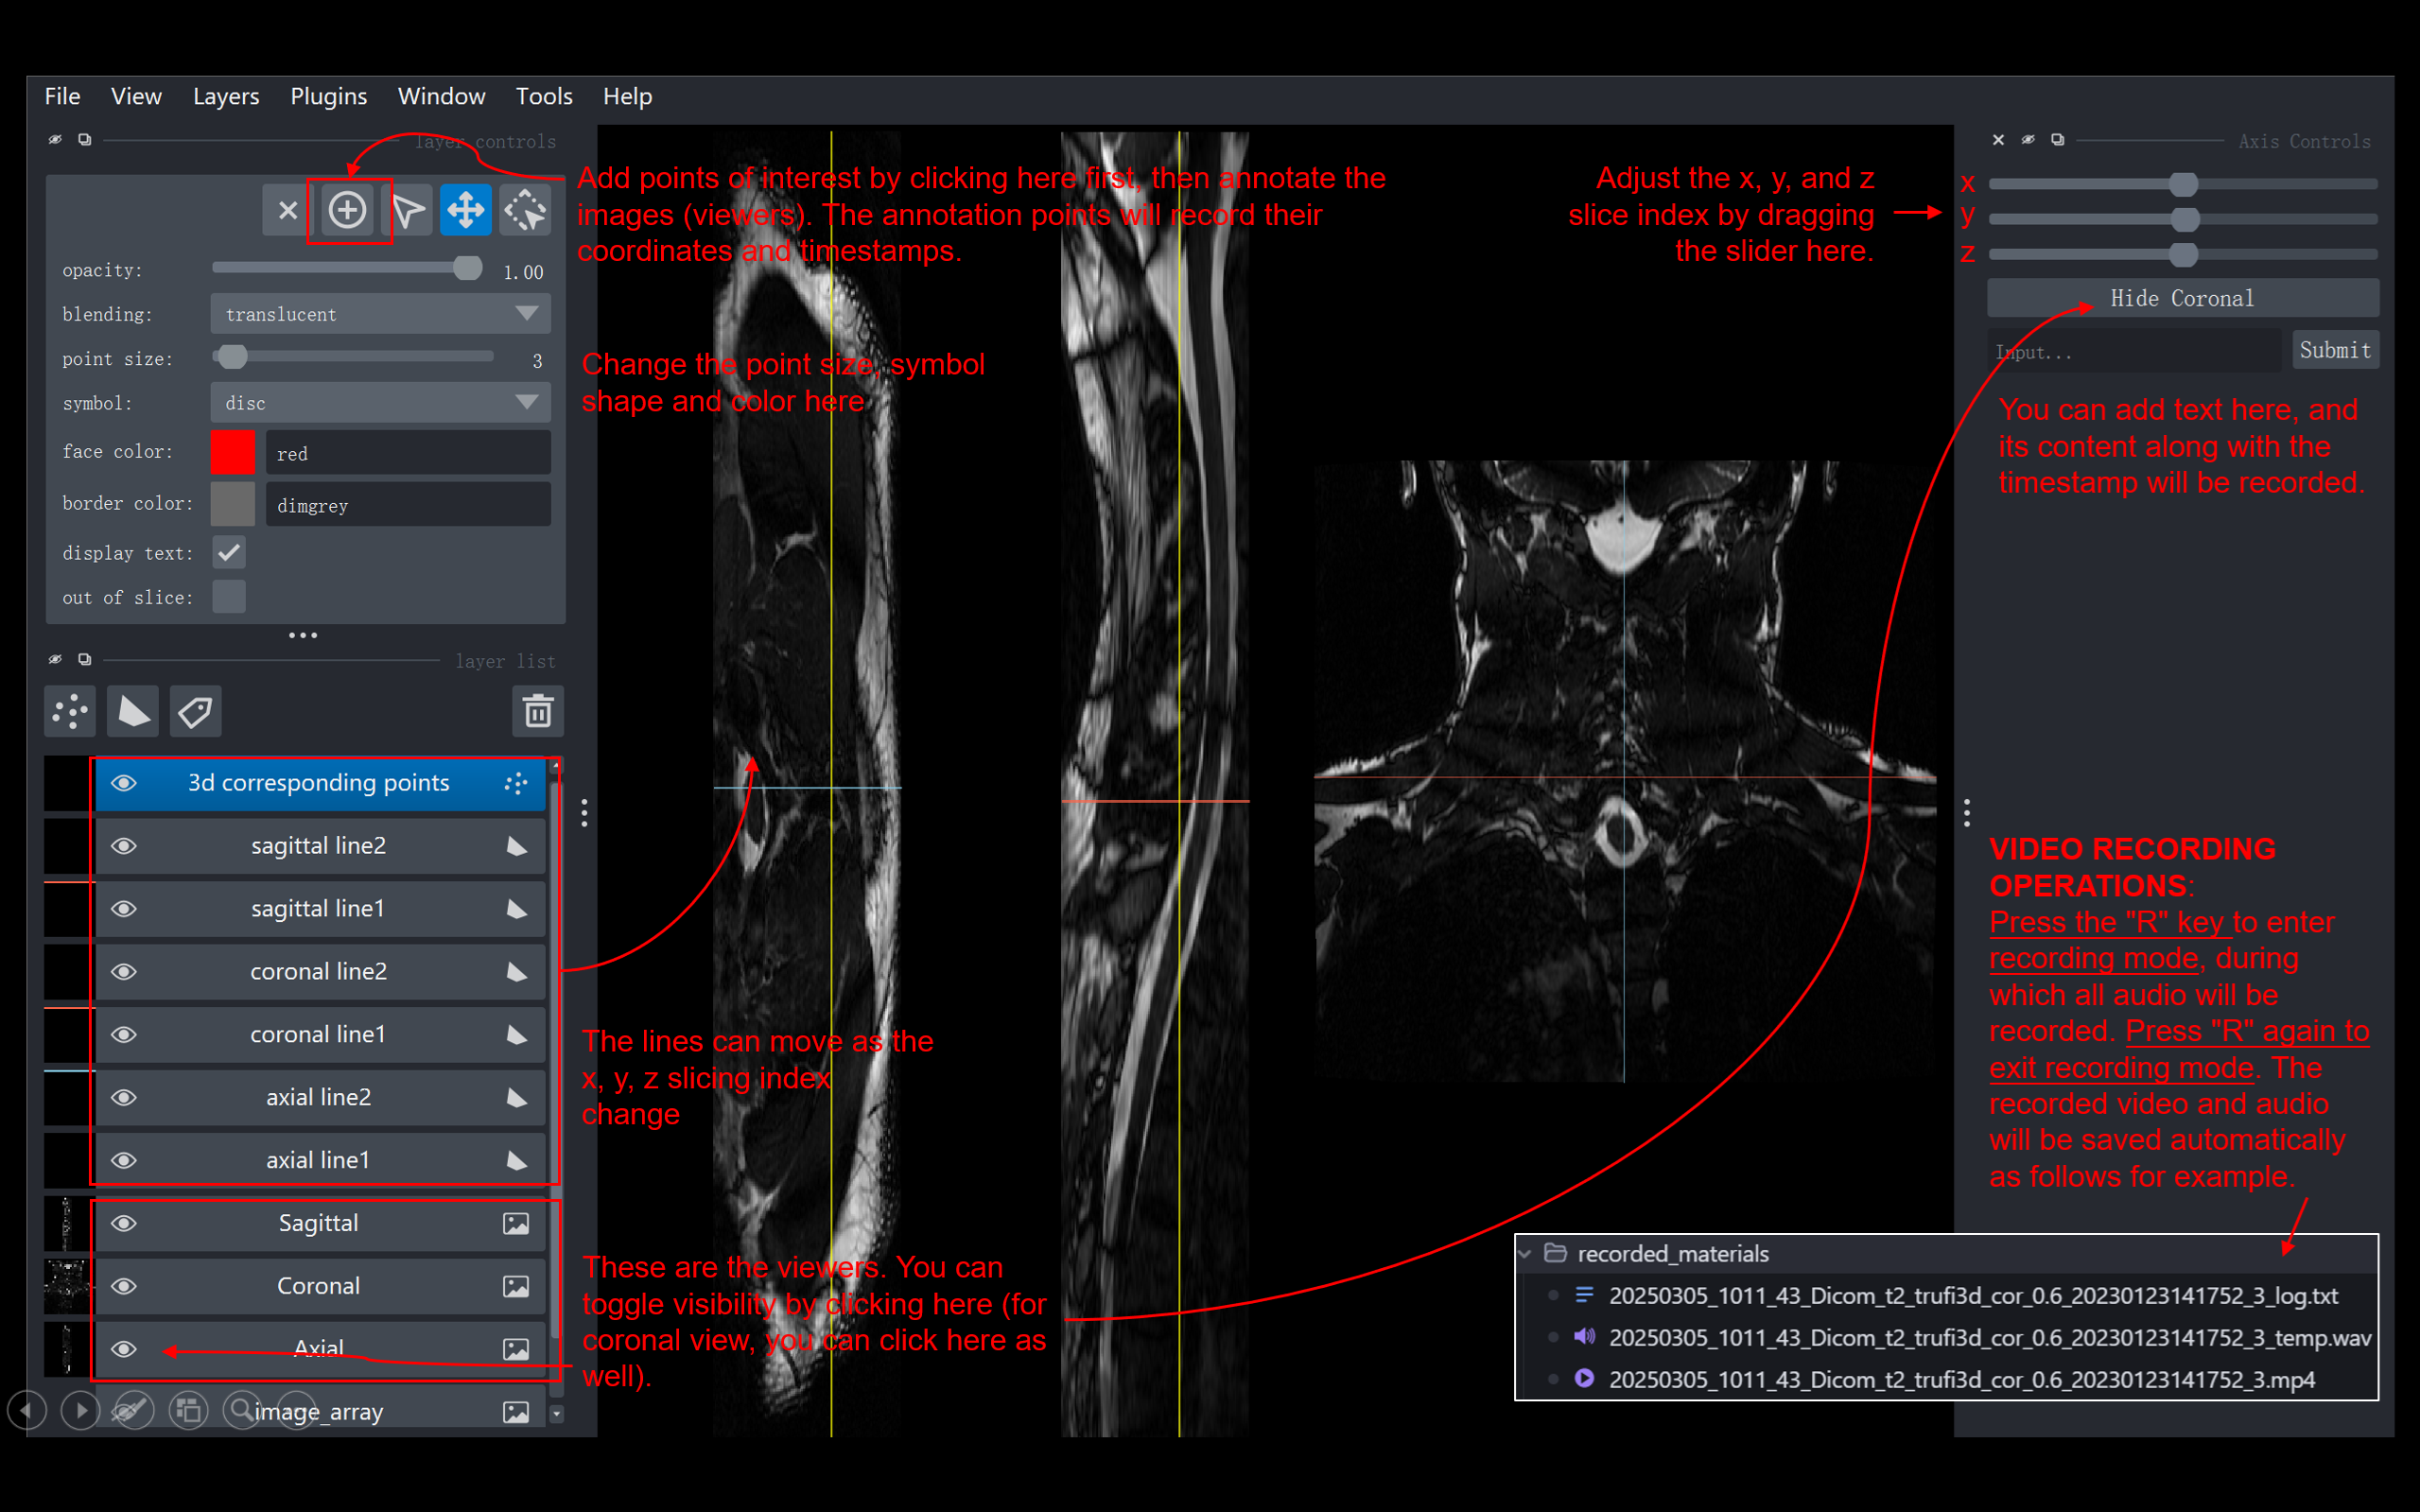 File View Layers Plugins Window Tools Help
layer controls
Add points of interest by clicking here first, then annotate the
images (viewers). The annotation points will record their
coordinates and timestamps.
opacity: 1.00
blending: translucent
point size: 3
symbol: disc
face color: red
border color: dimgrey
display text:
out of slice:
Change the point size, symbol
shape and color here
layer list
3d corresponding points
sagittal line2
sagittal line1
coronal line2
coronal line1
axial line2
axial line1
Sagittal
Coronal
Axial
image_array
The lines can move as the
x, y, z slicing index
change
These are the viewers. You can
toggle visibility by clicking here (for
coronal view, you can click here as
well).
Adjust the x, y, and z
slice index by dragging
the slider here.
Axis Controls
x
y
z
Hide Coronal
Input... Submit
You can add text here, and
its content along with the
timestamp will be recorded.
VIDEO RECORDING
OPERATIONS:
Press the "R" key to enter
recording mode, during
which all audio will be
recorded. Press "R" again to
exit recording mode. The
recorded video and audio
will be saved automatically
as follows for example.
recorded_materials
20250305_1011_43_Dicom_t2_trufi3d_cor_0.6_20230123141752_3_log.txt
20250305_1011_43_Dicom_t2_trufi3d_cor_0.6_20230123141752_3_temp.wav
20250305_1011_43_Dicom_t2_trufi3d_cor_0.6_20230123141752_3.mp4